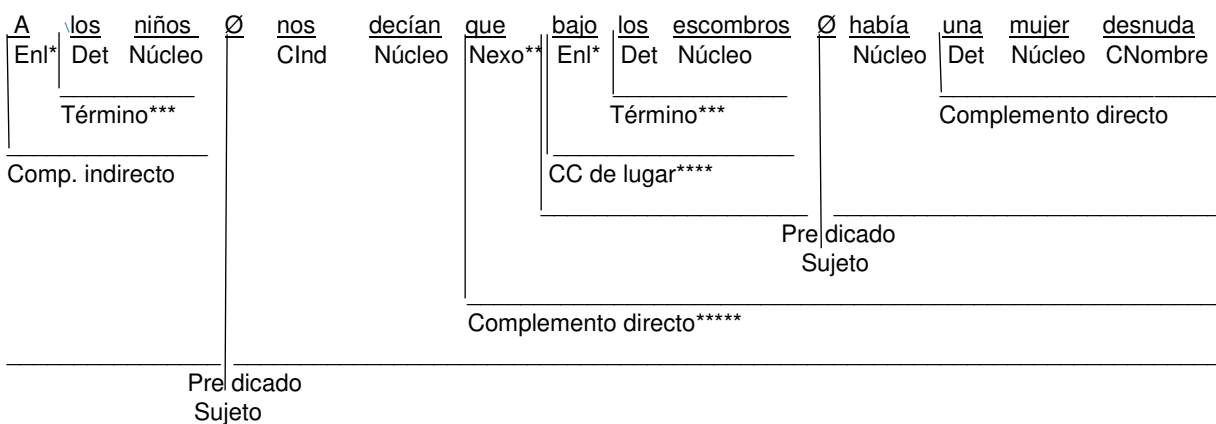 A los niños Ø nos decían que bajo los escombros Ø había una mujer desnuda
Enl* Det Núcleo CInd Núcleo Nexo** Enl* Det Núcleo Núcleo Det Núcleo CNombre
Término*** Término*** Complemento directo
Comp. indirecto CC de lugar****
Predicado
Sujeto
Complemento directo*****
Predicado
Sujeto